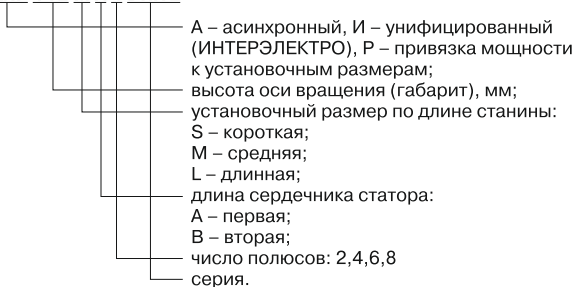 А – асинхронный, И – унифицированный
(ИНТЕРЭЛЕКТРО), Р – привязка мощности
к установочным размерам;
высота оси вращения (габарит), мм;
установочный размер по длине станины:
S – короткая;
M – средняя;
L – длинная;
длина сердечника статора:
А – первая;
В – вторая;
число полюсов: 2,4,6,8
серия.